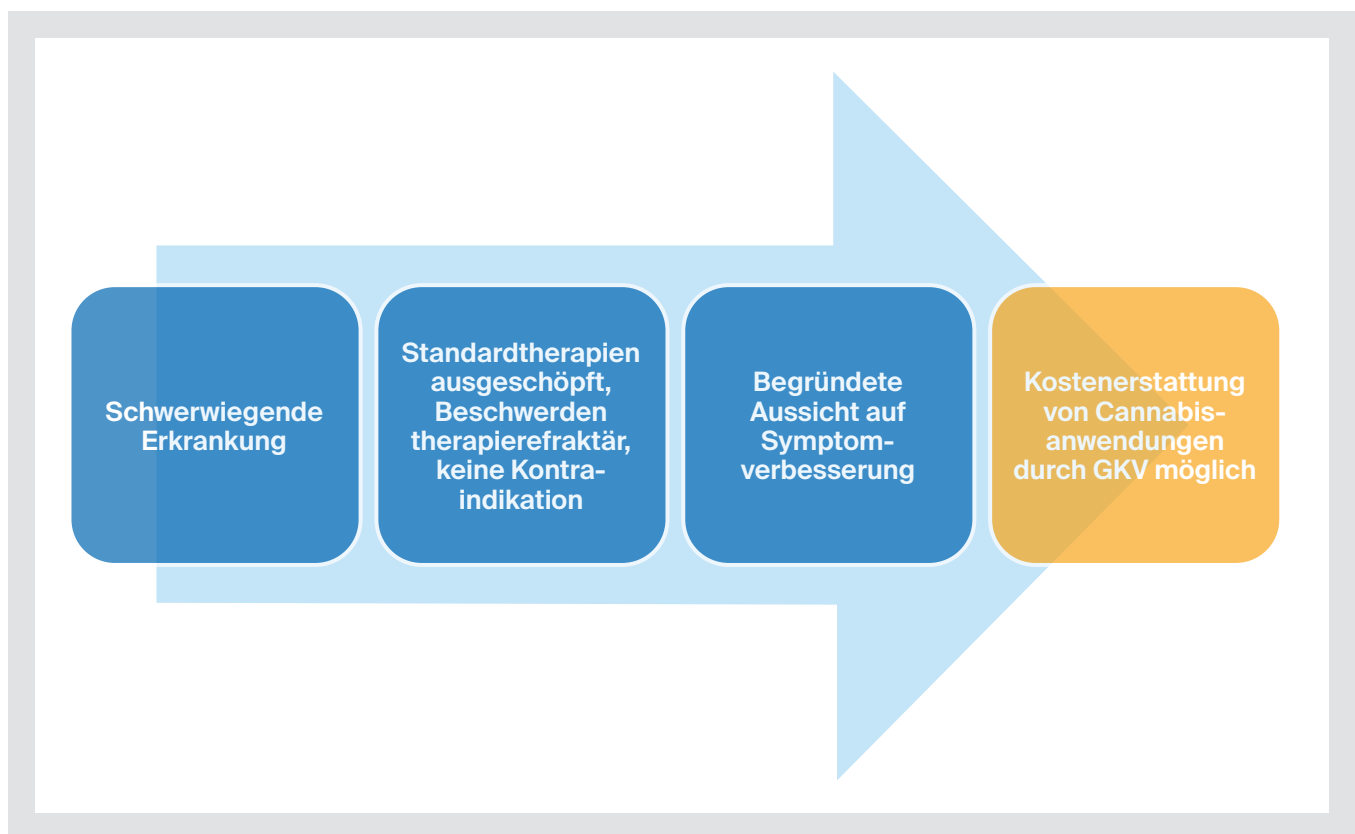 Schwerwiegende
Erkrankung
Standardtherapien
ausgeschöpft,
Beschwerden
therapierefraktär,
keine Kontra-
indikation
Begründete
Aussicht auf
Symptom-
verbesserung
Kostenerstattung
von Cannabis-
anwendungen
durch GKV möglich